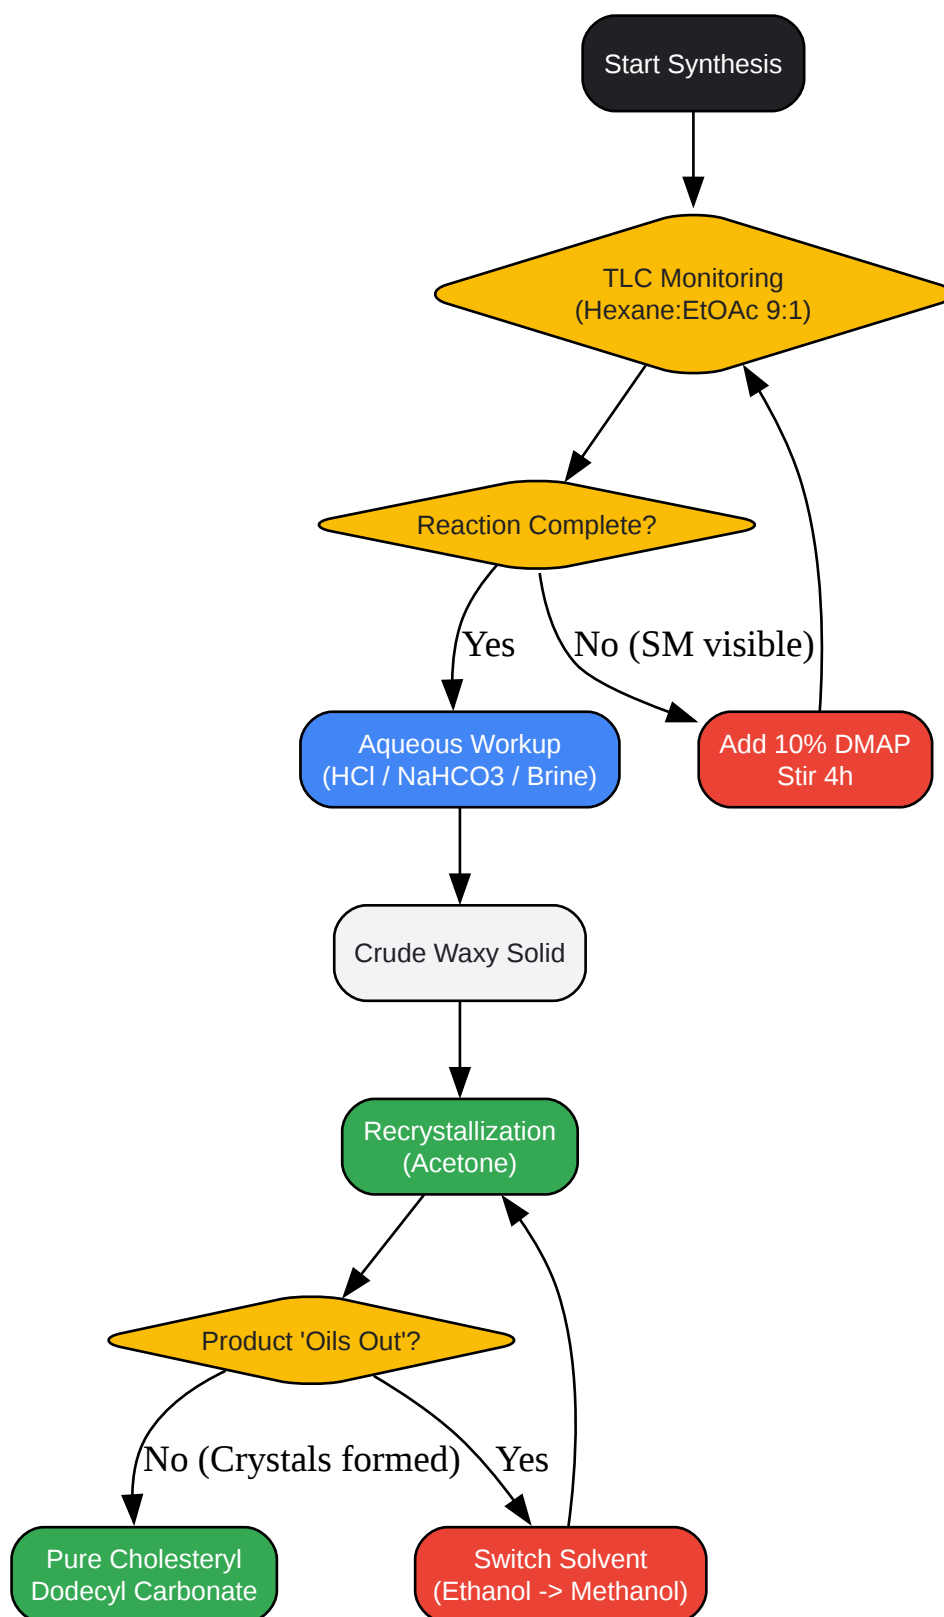 Start Synthesis
TLC Monitoring
(Hexane:EtOAc 9:1)
Reaction Complete?
Yes
No (SM visible)
Aqueous Workup
(HCl / NaHCO3 / Brine)
Add 10% DMAP
Stir 4h
Crude Waxy Solid
Recrystallization
(Acetone)
Product 'Oils Out'?
No (Crystals formed)
Yes
Pure Cholesteryl
Dodecyl Carbonate
Switch Solvent
(Ethanol -> Methanol)